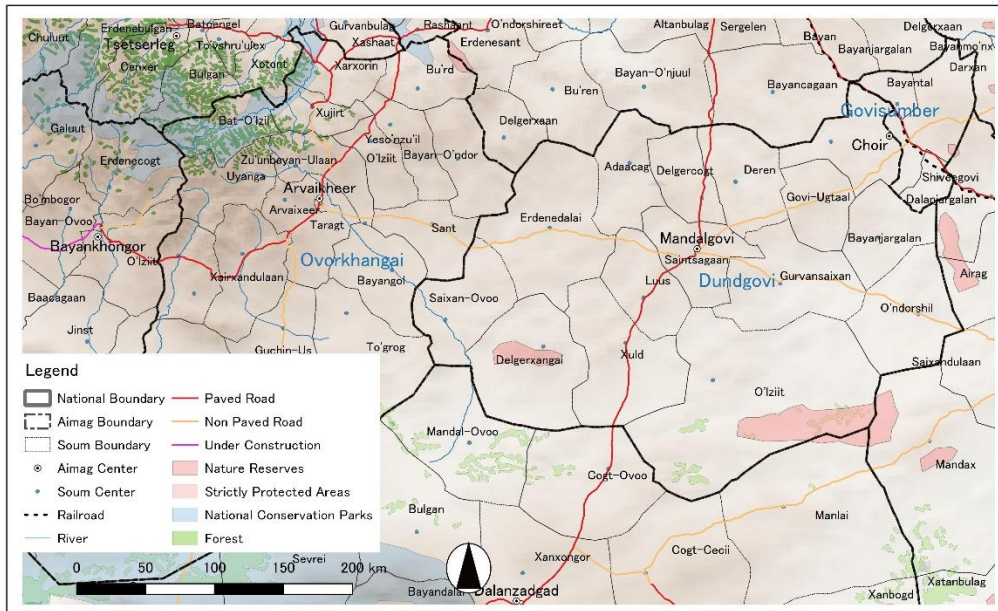 Erdenebulgan
Batcengel
Gurvanbulag
Rashaant
O'ndorshireet
Altanbulag
Sergelen
Delgerxaan
Chuluut
Tsetserleg
To'vshru'ulex
Xashaat
Erdenesant
Bayan
Bayanjargalan
Bayanmo'nx
Cenxer
Xotont
Xarxorin
Bu'rd
Bayan-O'njuul
Bayantal
Darxan
Bulgan
Bu'ren
Bayancagaan
Govisumber
Galuut
Bat-O'lzii
Xujirt
Delgerxaan
Choir
Erdenecogt
Zu'unbayan-Ulaan
Yeso'nzu'il
O'lziit
Bayan-O'ndor
Adaacag
Delgercogt
Deren
Shiveegovi
Uyanga
Dalanjargalan
Bo'mbogor
Arvaikheer
Govi-Ugtaal
Bayan-Ovoo
Arvaixeer
Taragt
Sant
Erdenedalai
Mandalgovi
Bayanjargalan
Bayankhongor
Saintsagaan
O'lziit
Xairxandulaan
Ovorkhangai
Bayangol
Luus
Dundgovi
Gurvansaixan
Airag
Baacagaan
Saixan-Ovoo
O'ndorshil
Jinst
Guchin-Us
To'grog
Delgerxangai
Xuld
Saixandulaan
O'lziit
Legend
National Boundary
Paved Road
Aimag Boundary
Non Paved Road
Soum Boundary
Under Construction
Aimag Center
Nature Reserves
Soum Center
Strictly Protected Areas
Railroad
National Conservation Parks
River
Forest
Mandal-Ovoo
Cogt-Ovoo
Mandax
Bulgan
Manlai
Sevrei
Xanxongor
Cogt-Cecii
0 50 100 150 200 km
Bayandalai
Dalanzadgad
Xanbogd
Xatanbulag